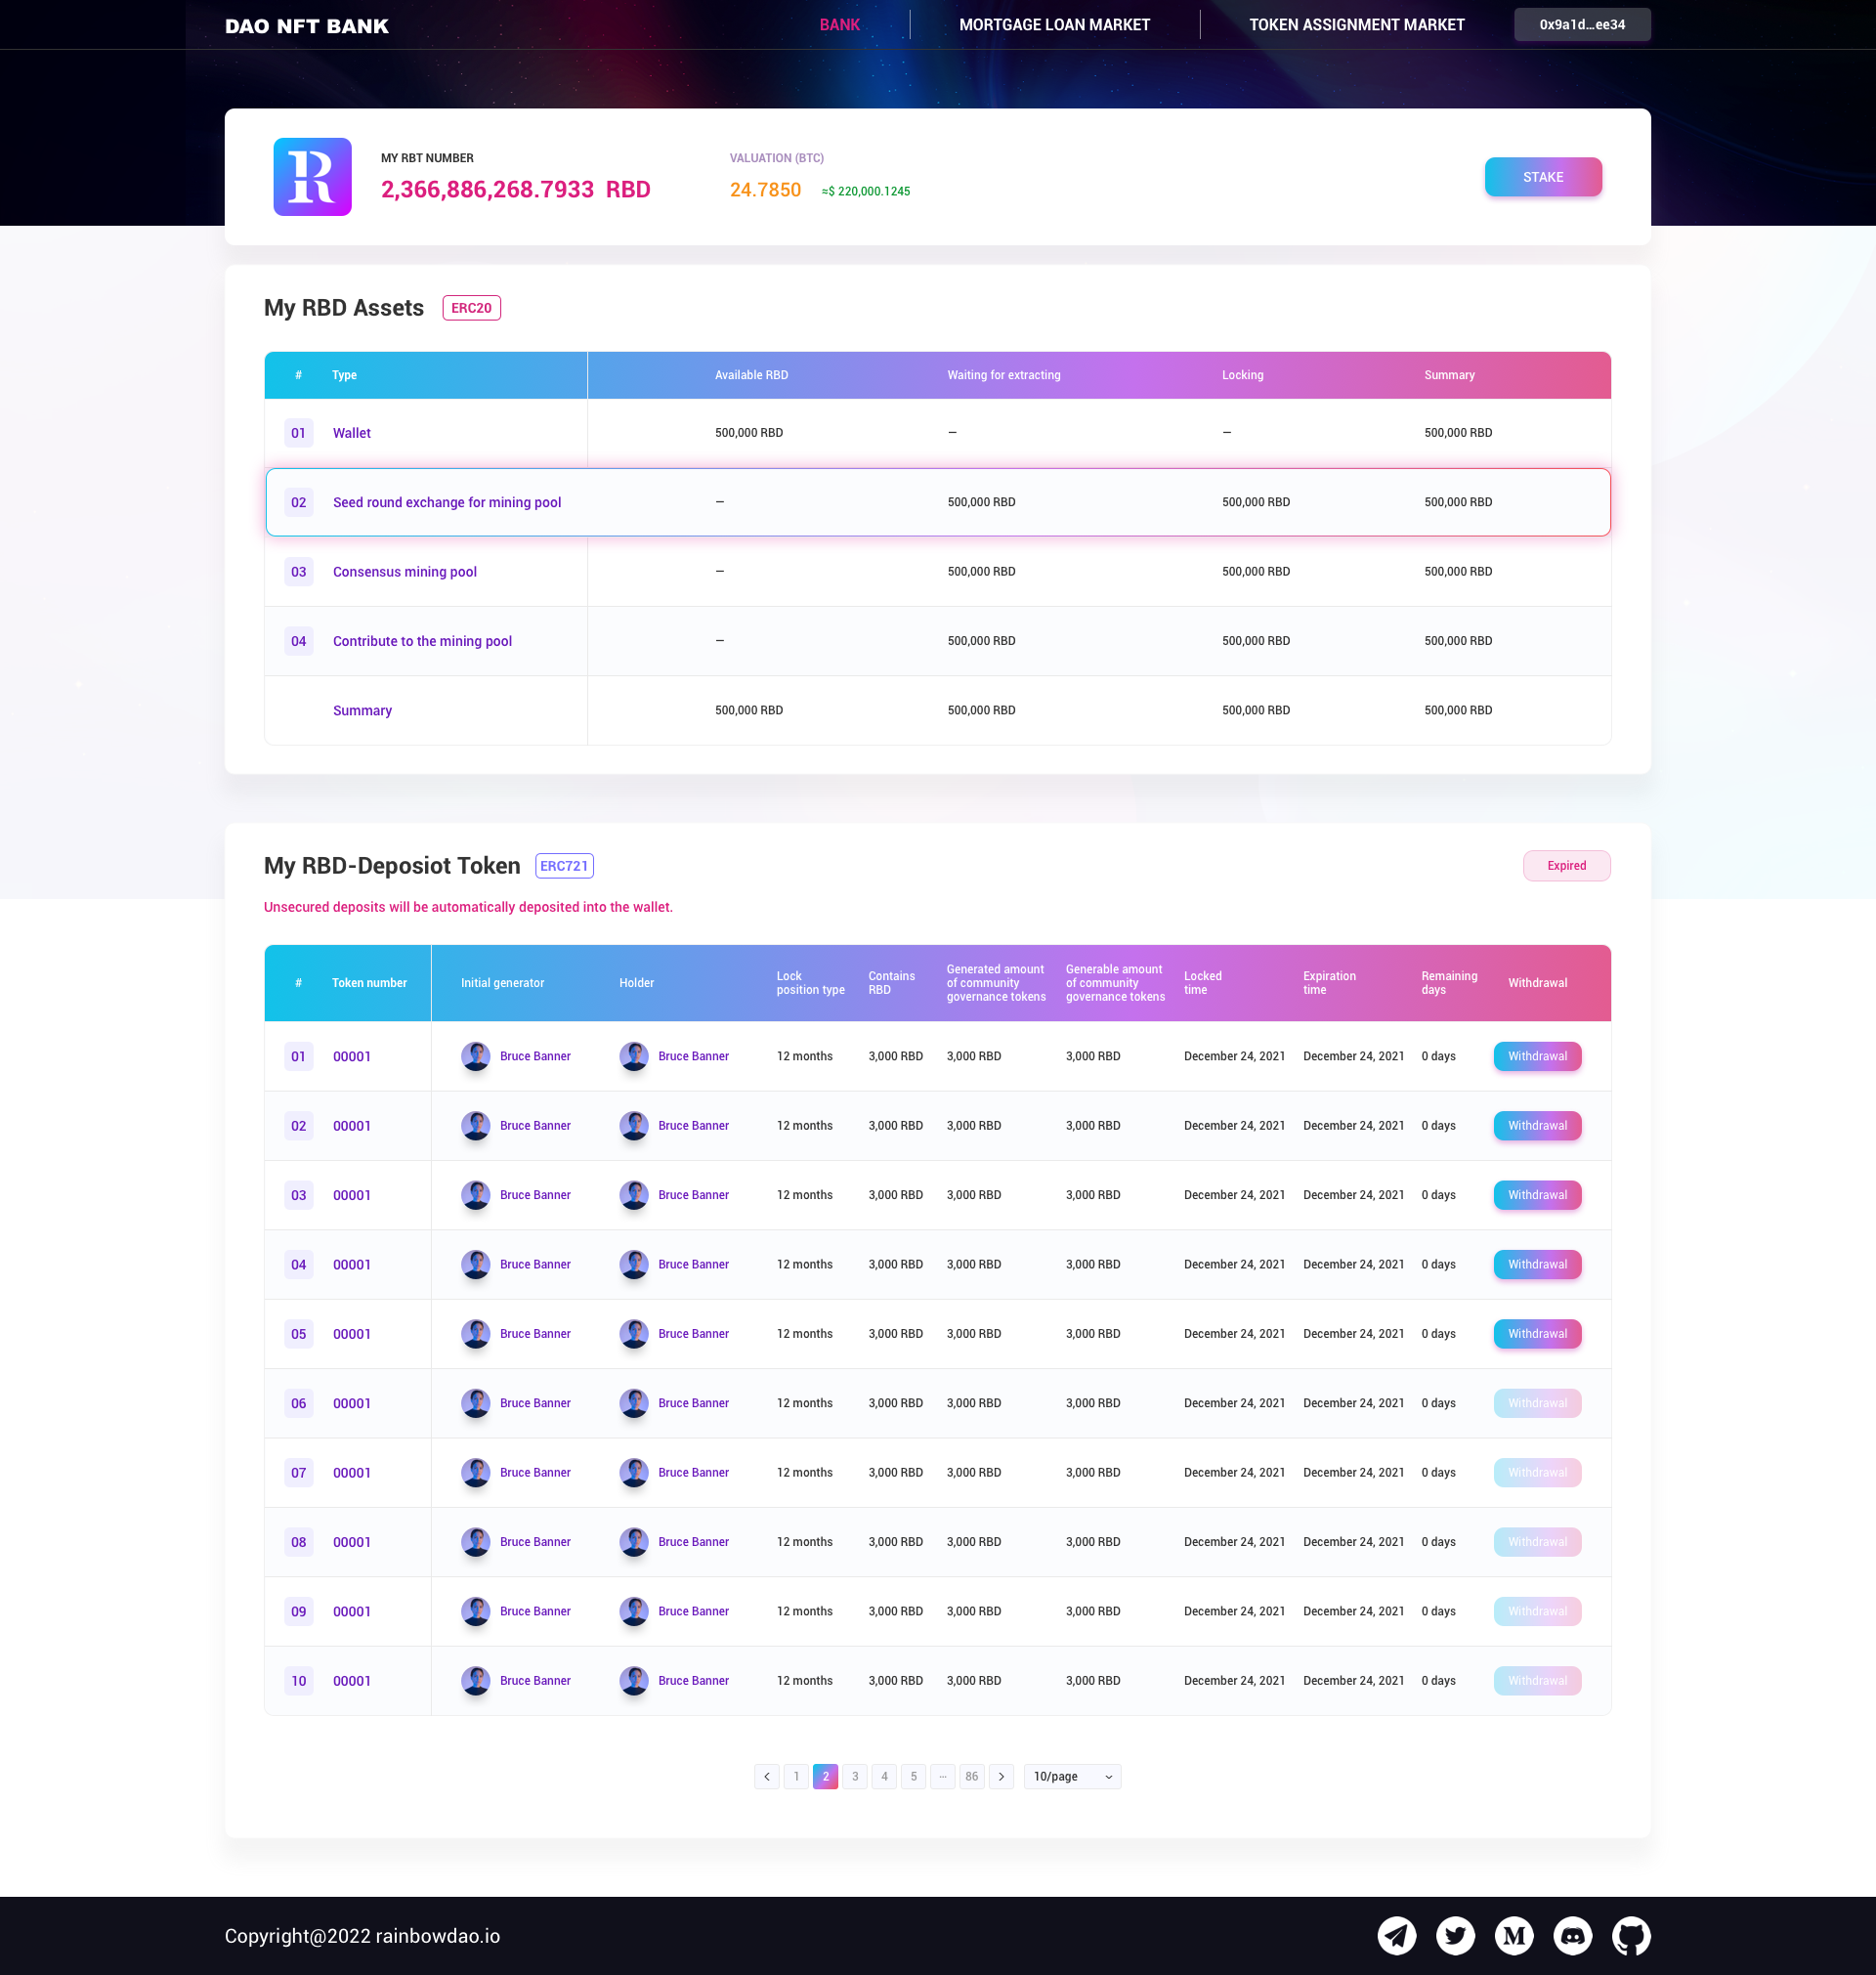 DAO NFT BANK
BANK
MORTGAGE LOAN MARKET
TOKEN ASSIGNMENT MARKET
0x9a1d...ee34
R
MY RBT NUMBER
2,366,886,268.7933 RBD
VALUATION (BTC)
24.7850 ≈$ 220,000.1245
STAKE
My RBD Assets ERC20
# Type Available RBD Waiting for extracting Locking Summary
01 Wallet 500,000 RBD — — 500,000 RBD
02 Seed round exchange for mining pool — 500,000 RBD 500,000 RBD 500,000 RBD
03 Consensus mining pool — 500,000 RBD 500,000 RBD 500,000 RBD
04 Contribute to the mining pool — 500,000 RBD 500,000 RBD 500,000 RBD
Summary 500,000 RBD 500,000 RBD 500,000 RBD 500,000 RBD
My RBD-Deposiot Token ERC721
Expired
Unsecured deposits will be automatically deposited into the wallet.
# Token number Initial generator Holder
Lock
position type
Contains
RBD
Generated amount
of community
governance tokens
Generable amount
of community
governance tokens
Locked
time
Expiration
time
Remaining
days
Withdrawal
01 00001 Bruce Banner Bruce Banner 12 months 3,000 RBD 3,000 RBD 3,000 RBD December 24, 2021 December 24, 2021 0 days Withdrawal
02 00001 Bruce Banner Bruce Banner 12 months 3,000 RBD 3,000 RBD 3,000 RBD December 24, 2021 December 24, 2021 0 days Withdrawal
03 00001 Bruce Banner Bruce Banner 12 months 3,000 RBD 3,000 RBD 3,000 RBD December 24, 2021 December 24, 2021 0 days Withdrawal
04 00001 Bruce Banner Bruce Banner 12 months 3,000 RBD 3,000 RBD 3,000 RBD December 24, 2021 December 24, 2021 0 days Withdrawal
05 00001 Bruce Banner Bruce Banner 12 months 3,000 RBD 3,000 RBD 3,000 RBD December 24, 2021 December 24, 2021 0 days Withdrawal
06 00001 Bruce Banner Bruce Banner 12 months 3,000 RBD 3,000 RBD 3,000 RBD December 24, 2021 December 24, 2021 0 days Withdrawal
07 00001 Bruce Banner Bruce Banner 12 months 3,000 RBD 3,000 RBD 3,000 RBD December 24, 2021 December 24, 2021 0 days Withdrawal
08 00001 Bruce Banner Bruce Banner 12 months 3,000 RBD 3,000 RBD 3,000 RBD December 24, 2021 December 24, 2021 0 days Withdrawal
09 00001 Bruce Banner Bruce Banner 12 months 3,000 RBD 3,000 RBD 3,000 RBD December 24, 2021 December 24, 2021 0 days Withdrawal
10 00001 Bruce Banner Bruce Banner 12 months 3,000 RBD 3,000 RBD 3,000 RBD December 24, 2021 December 24, 2021 0 days Withdrawal
1 2 3 4 5 ··· 86 10/page
Copyright@2022 rainbowdao.io
M